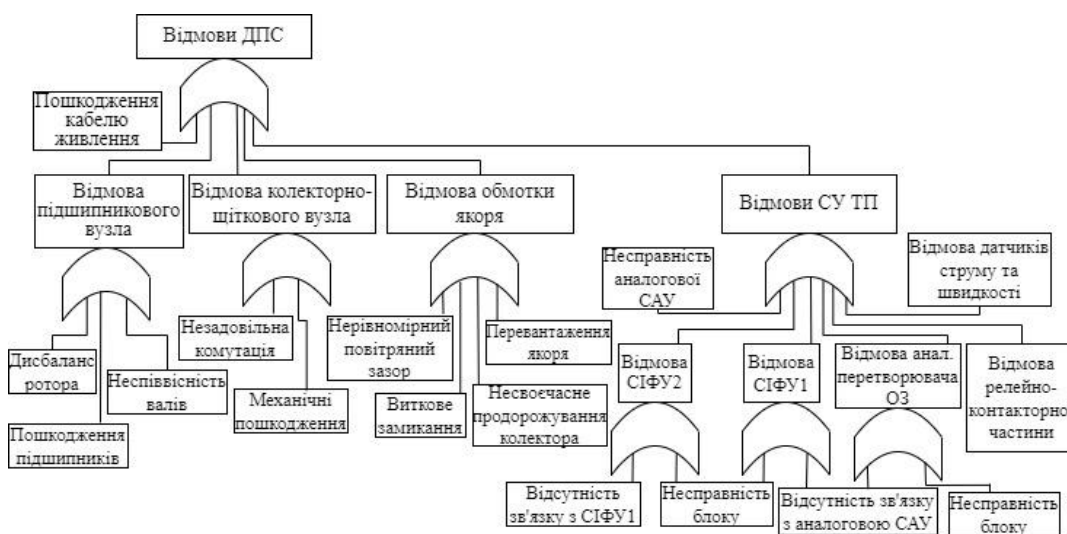 Відмови ДПС
Пошкодження
кабелю
живлення
Відмова
підшипникового
вузла
Відмова колекторно-
щіткового вузла
Відмова обмотки
якоря
Відмови СУ ТП
Несправність
аналогової
САУ
Відмова датчиків
струму та
швидкості
Дисбаланс
ротора
Неспіввісність
валів
Пошкодження
підшипників
Незадовільна
комутація
Механічні
пошкодження
Нерівномірний
повітряний
зазор
Виткове
замикання
Перевантаження
якоря
Несвоєчасне
продорожування
колектора
Відмова
СІФУ2
Відмова
СІФУ1
Відмова анал.
перетворювача
ОЗ
Відмова
релейно-
контакторно
частини
Відсутність
зв'язку з СІФУ1
Несправність
блоку
Відсутність зв'язку
з аналоговою САУ
Несправність
блоку